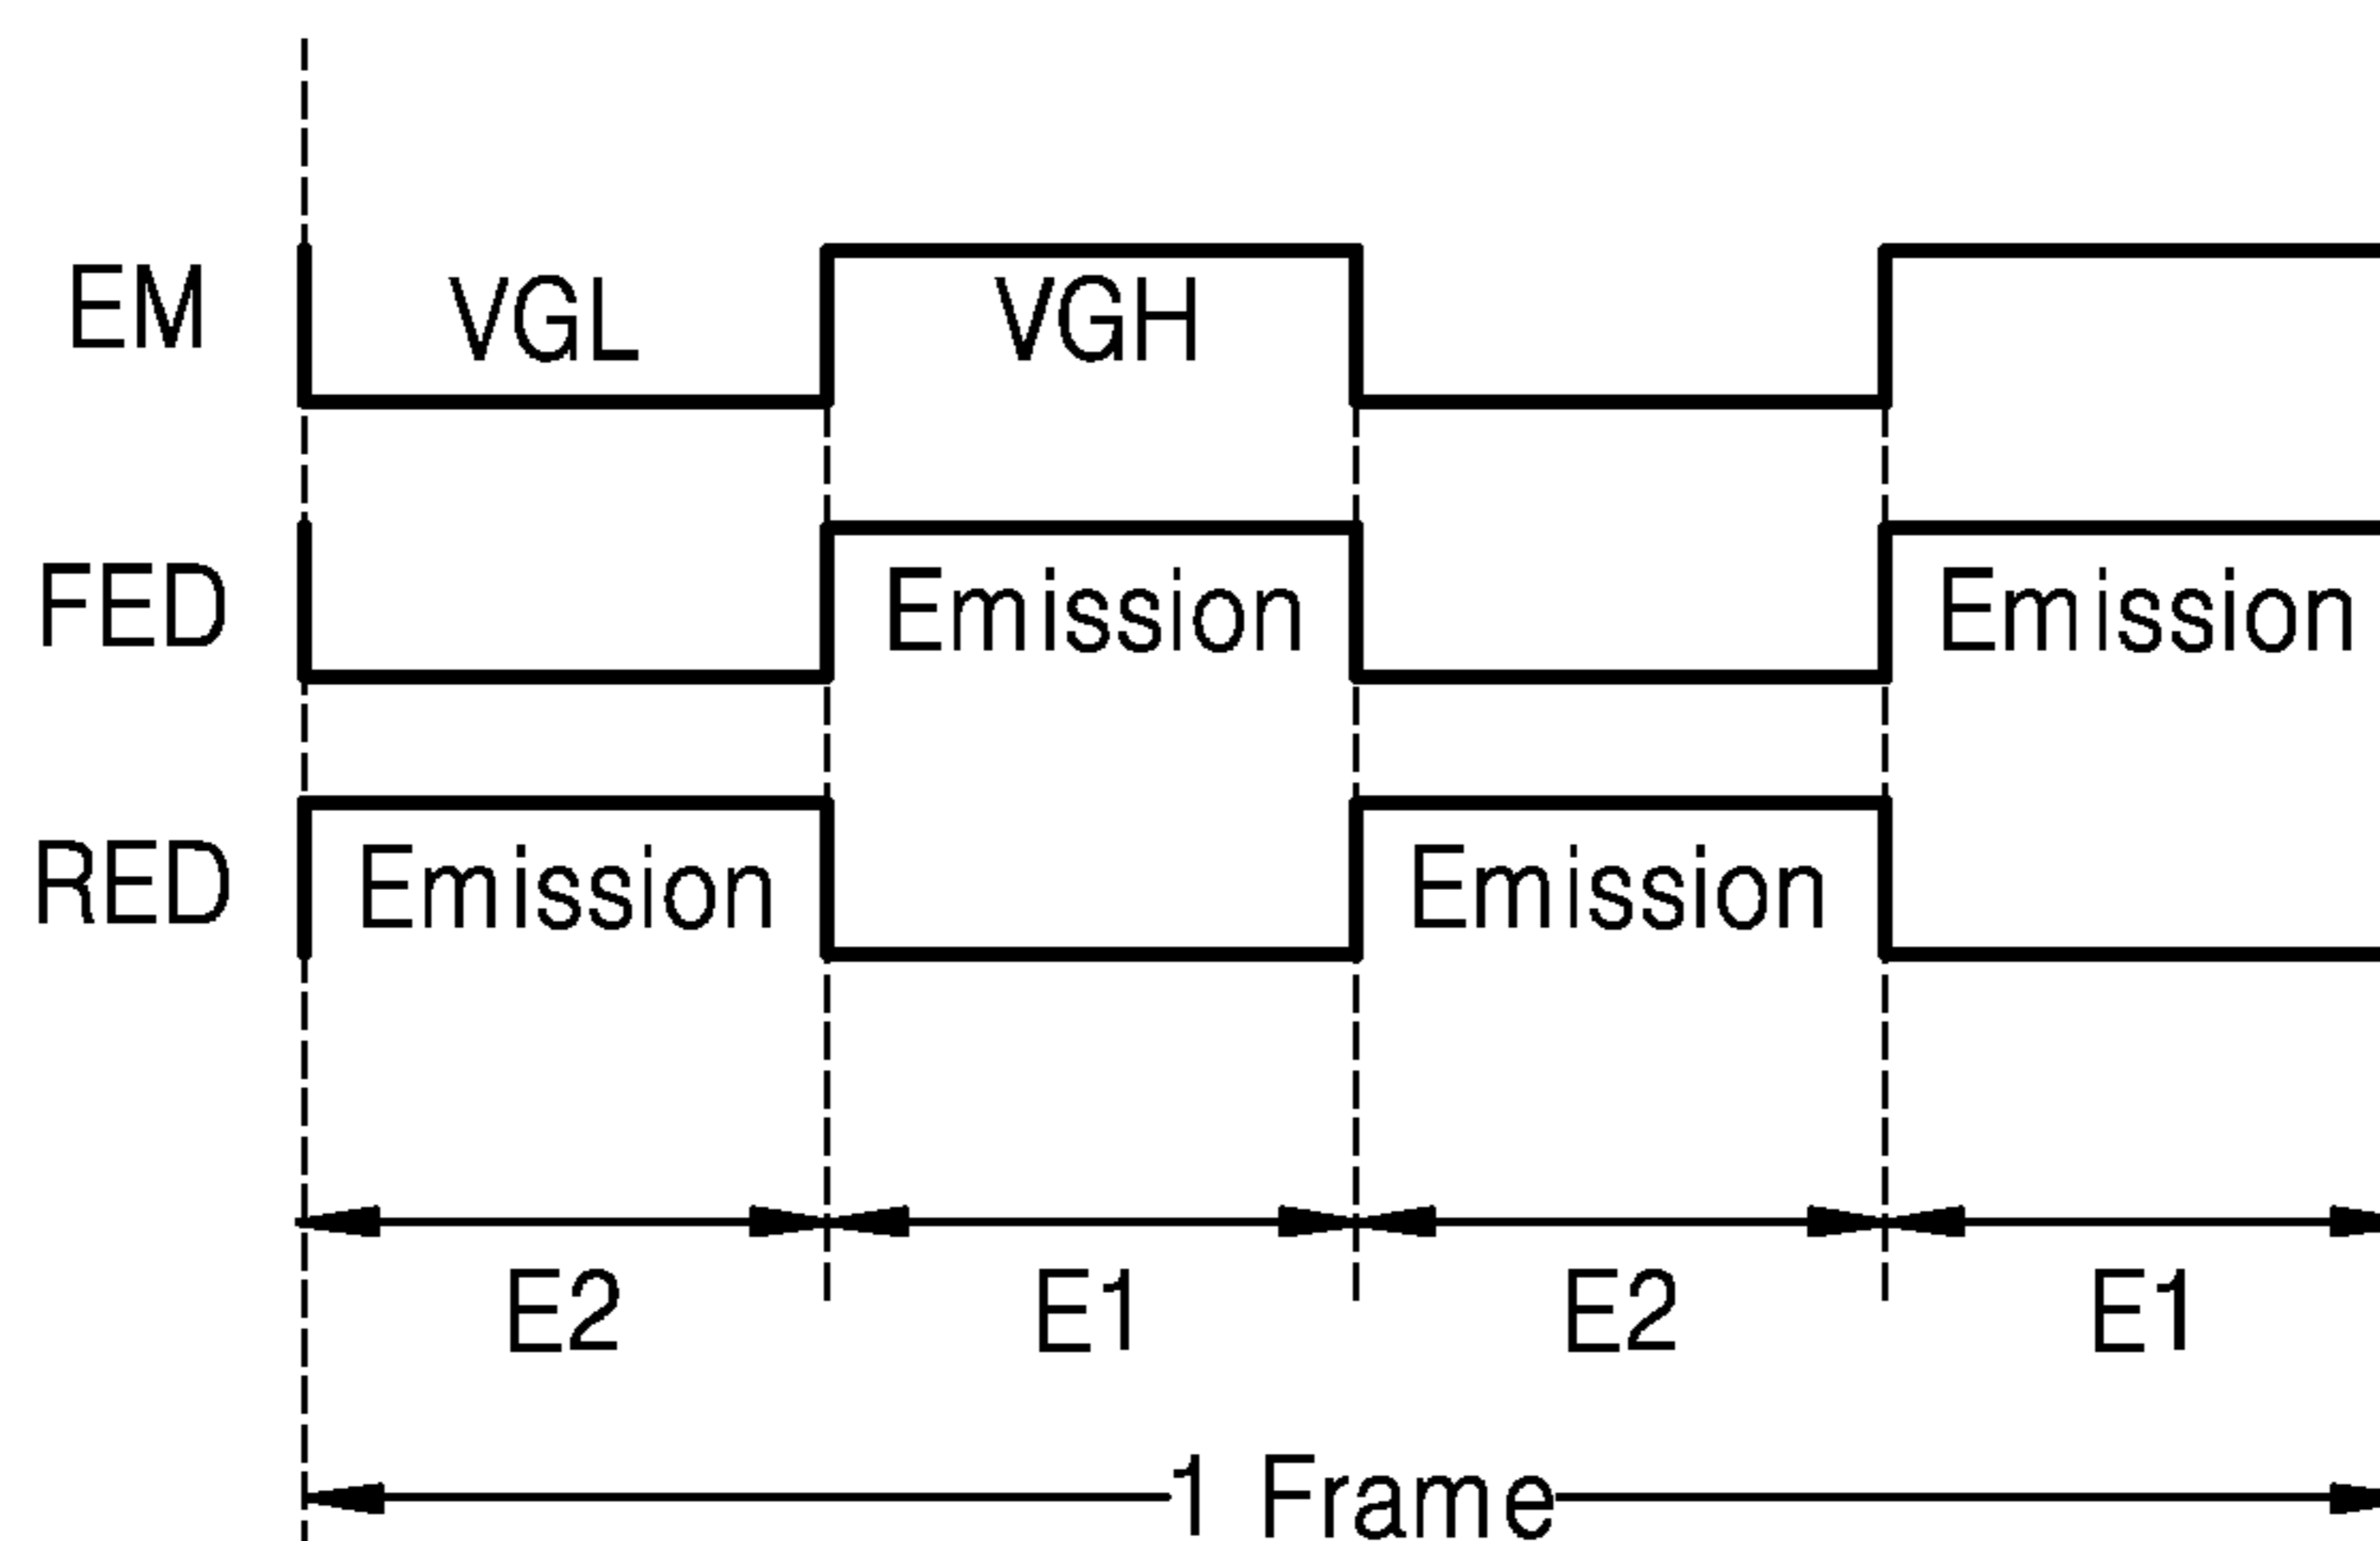 EM VGL VGH
FED Emission Emission
RED Emission Emission
E2 E1 E2 E1
1 Frame